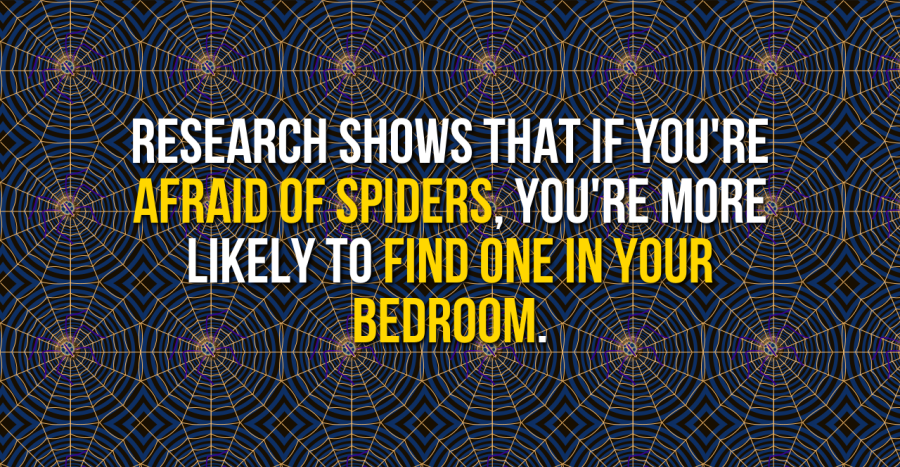 RESEARCH SHOWS THAT IF YOU'RE
AFRAID OF SPIDERS, YOU'RE MORE
LIKELY TO FIND ONE IN YOUR
BEDROOM.